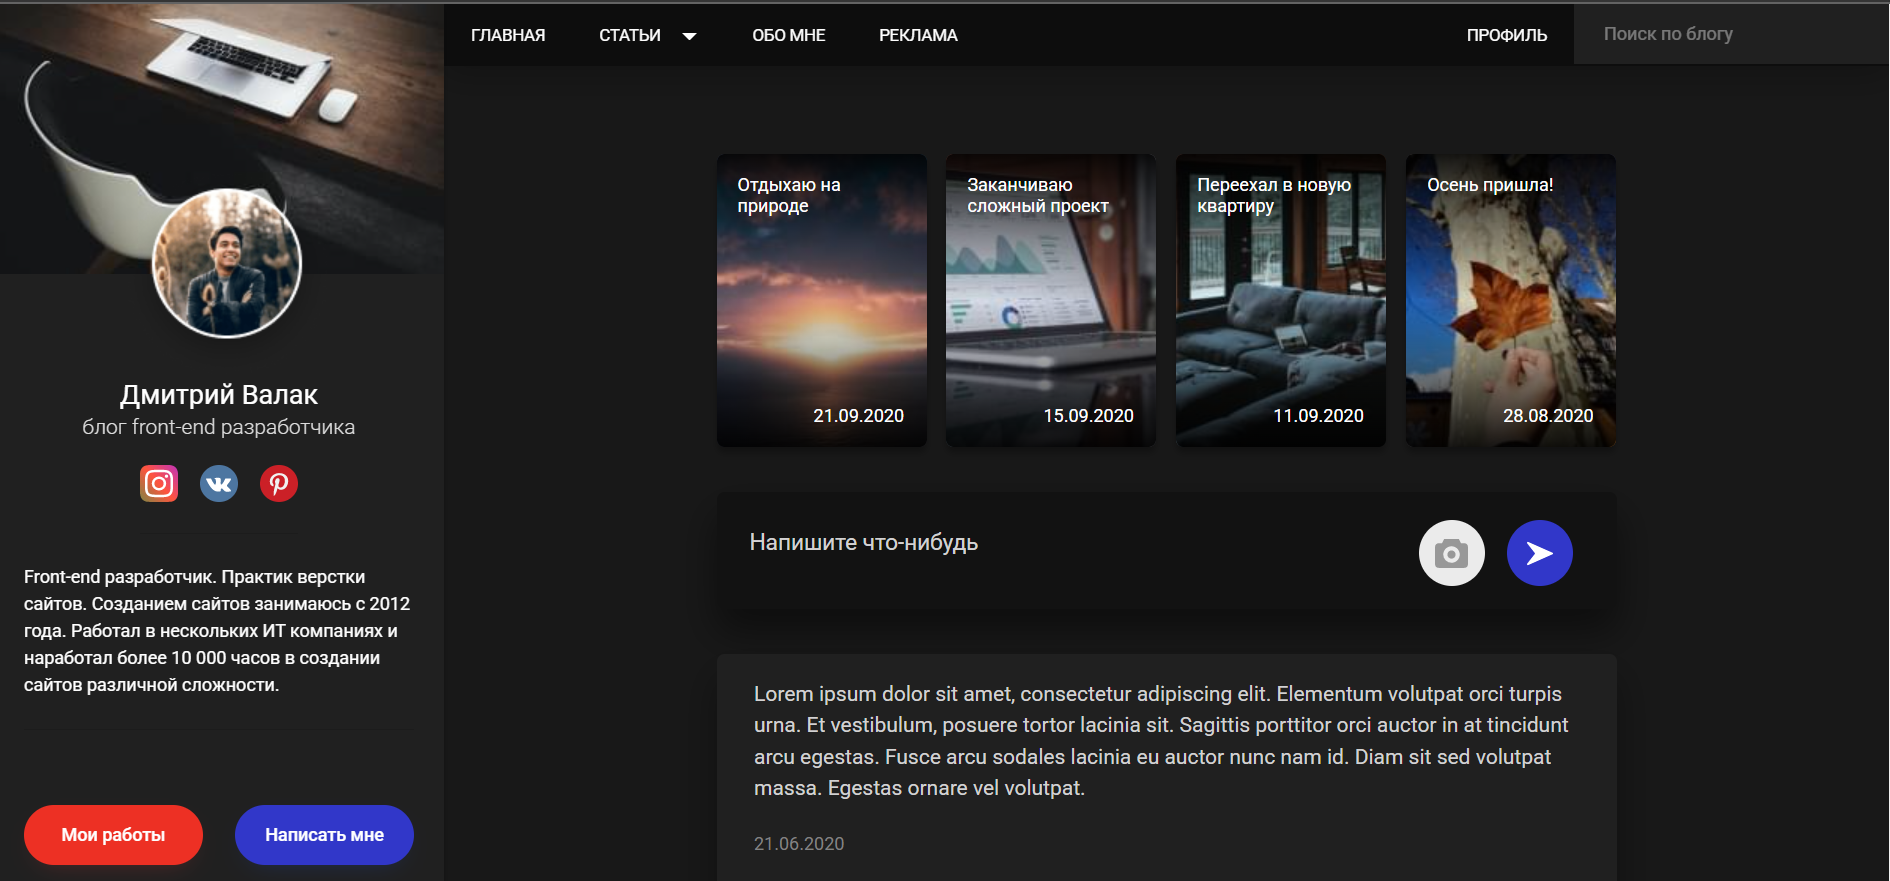 ГЛАВНАЯ
СТАТЬИ
ОБО МНЕ
РЕКЛАМА
ПРОФИЛЬ
Поиск по блогу
Дмитрий Валак
блог front-end разработчика
Front-end разработчик. Практик верстки
сайтов. Созданием сайтов занимаюсь с 2012
года. Работал в нескольких ИТ компаниях и
наработал более 10 000 часов в создании
сайтов различной сложности.
Мои работы
Написать мне
Отдыхаю на
природе
21.09.2020
Заканчиваю
сложный проект
15.09.2020
Переехал в новую
квартиру
11.09.2020
Осень пришла!
28.08.2020
Напишите что-нибудь
Lorem ipsum dolor sit amet, consectetur adipiscing elit. Elementum volutpat orci turpis
urna. Et vestibulum, posuere tortor lacinia sit. Sagittis porttitor orci auctor in at tincidunt
arcu egestas. Fusce arcu sodales lacinia eu auctor nunc nam id. Diam sit sed volutpat
massa. Egestas ornare vel volutpat.
21.06.2020